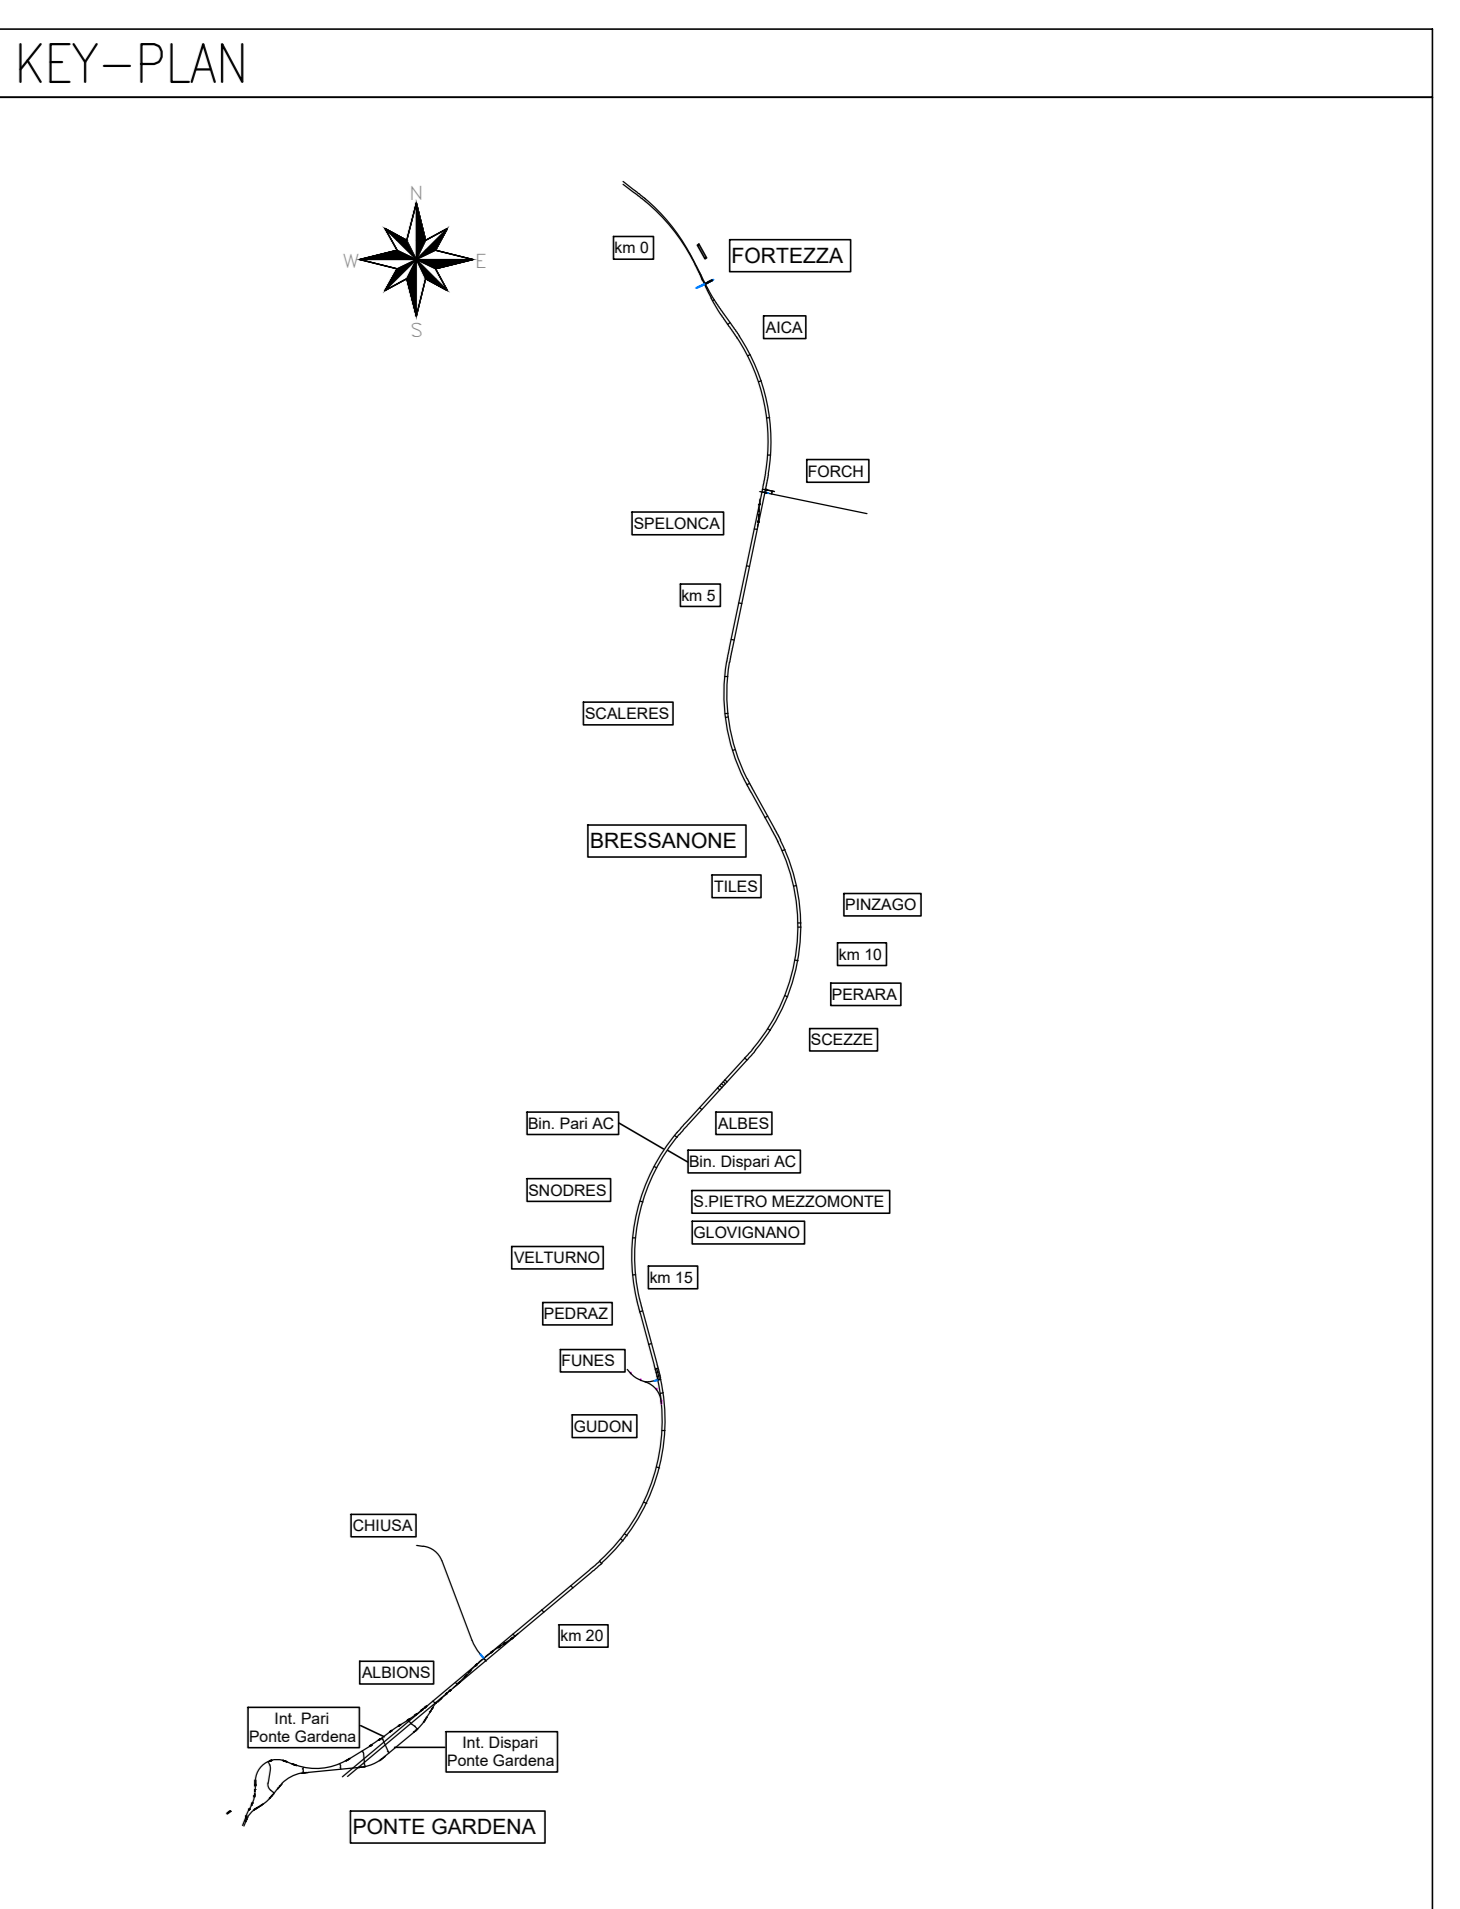 KEY-PLAN
N
W
E
S
km 0
FORTEZZA
AICA
FORCH
SPELONCA
km 5
SCALERES
BRESSANONE
TILES
PINZAGO
km 10
PERARA
SCEZZE
Bin. Pari AC
ALBES
Bin. Dispari AC
SNODRES
S.PIETRO MEZZOMONTE
GLOVIGNANO
VELTURNO
km 15
PEDRAZ
FUNES
GUDON
CHIUSA
km 20
ALBIONS
Int. Pari
Ponte Gardena
Int. Dispari
Ponte Gardena
PONTE GARDENA